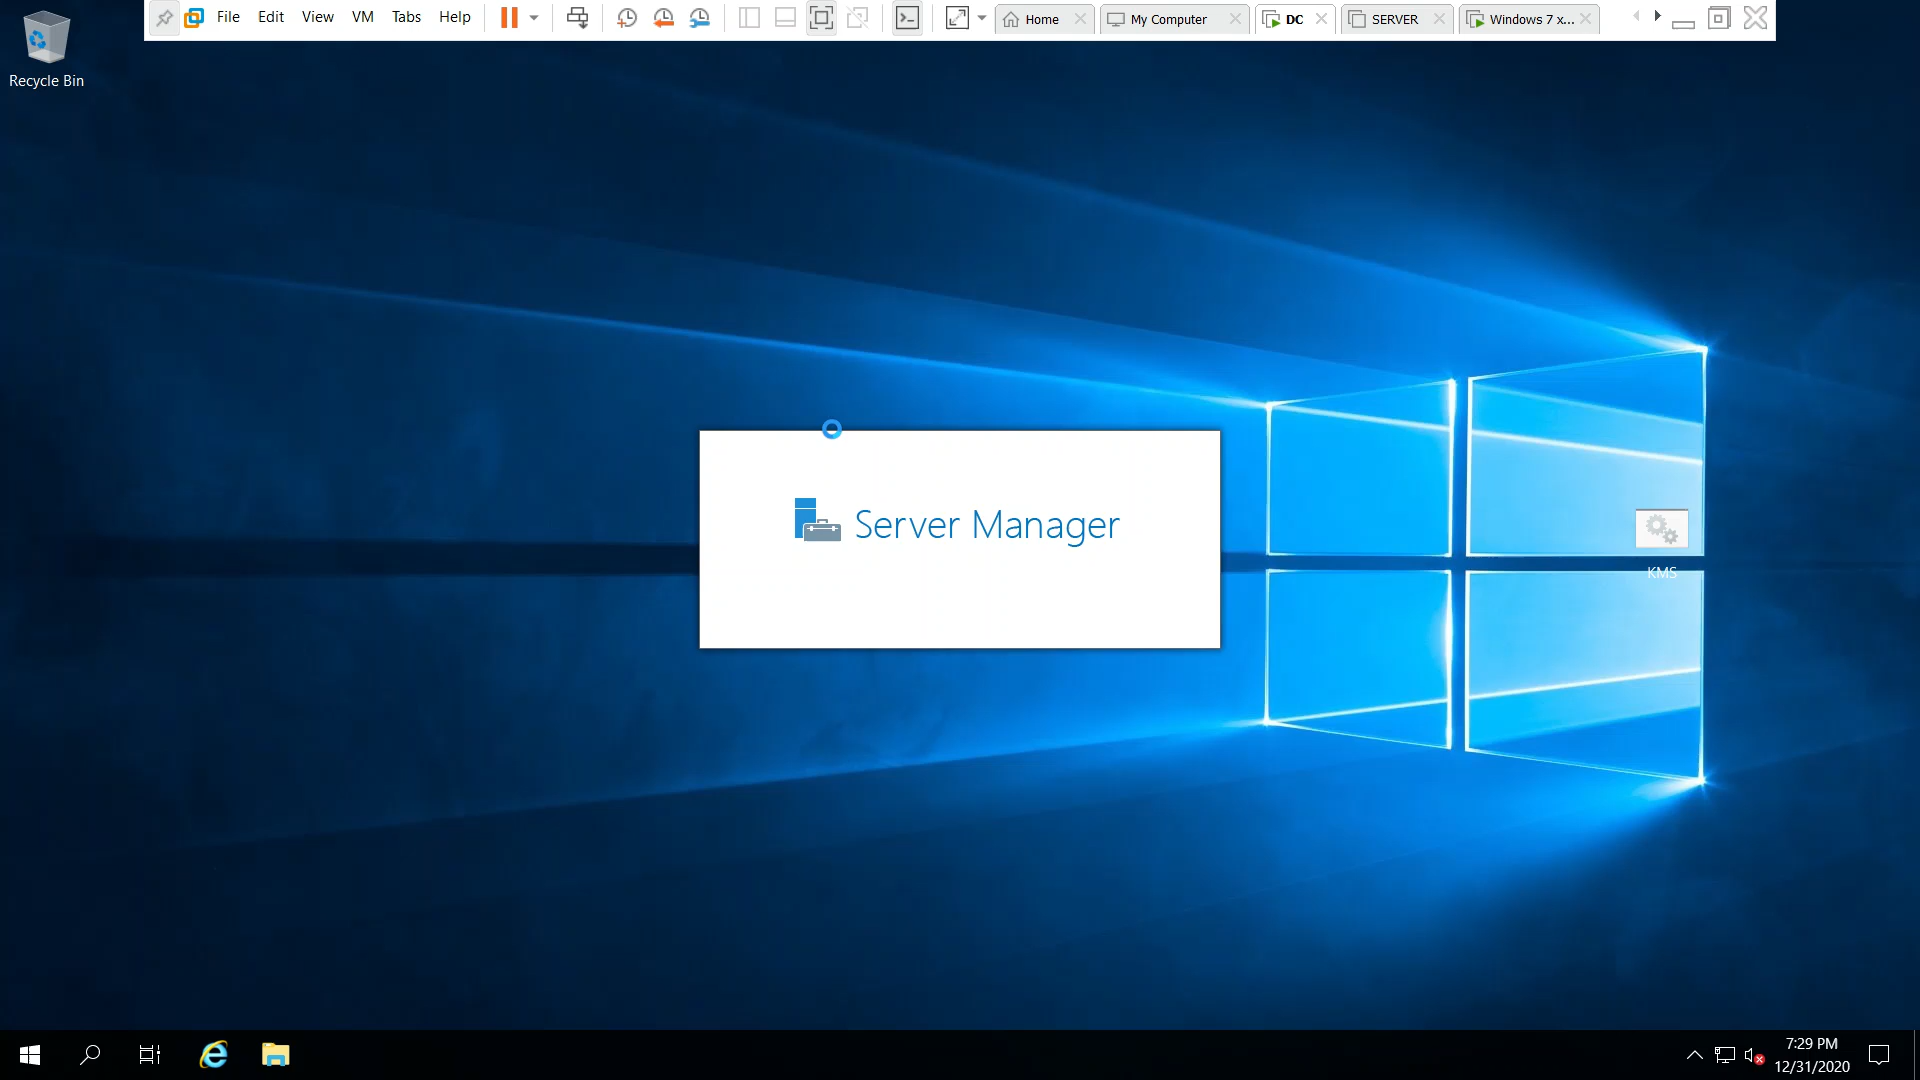 File Edit View VM Tabs Help
Home
My Computer
DC
SERVER
Windows 7 x...
Recycle Bin
Server Manager
KMS
7:29 PM
12/31/2020